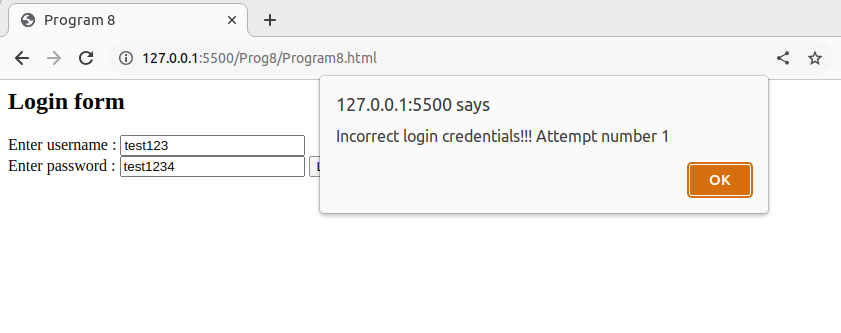 Program 8
127.0.0.1:5500/Prog8/Program8.html
127.0.0.1:5500 says
Incorrect login credentials!!! Attempt number 1
OK
Login form
Enter username : test123
Enter password : test1234